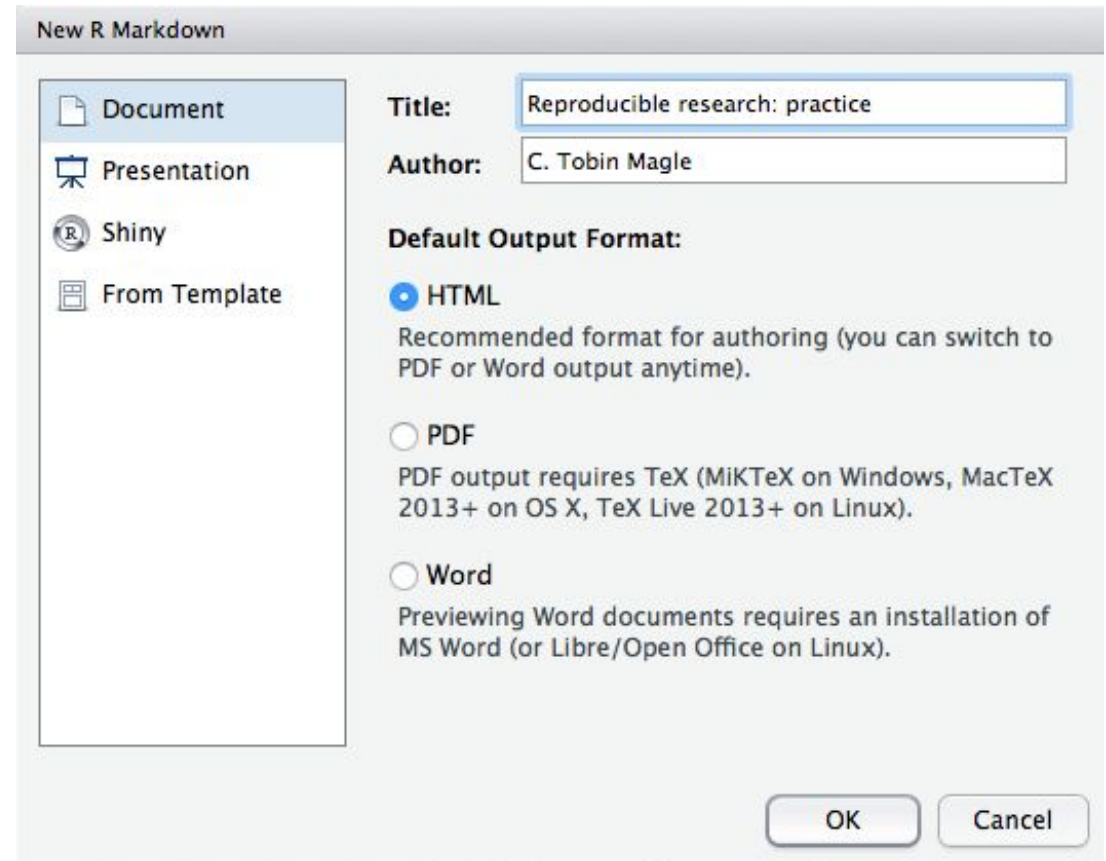 New R Markdown
Document
Presentation
Shiny
From Template
Title:
Reproducible research: practice
Author:
C. Tobin Magle
Default Output Format:
HTML
Recommended format for authoring (you can switch to
PDF or Word output anytime).
PDF
PDF output requires TeX (MiKTeX on Windows, MacTeX
2013+ on OS X, TeX Live 2013+ on Linux).
Word
Previewing Word documents requires an installation of
MS Word (or Libre/Open Office on Linux).
OK
Cancel